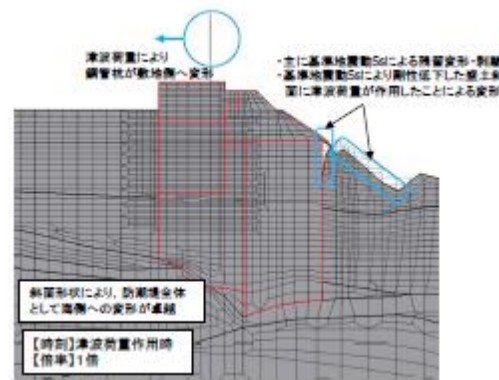 津波荷重により
鋼管杭が敷地側へ変形
・主に基準地震動Ssによる残留変形・剥離
・基準地震動Ssにより剛性低下した盛土斜
面に津波荷重が作用したことによる変形
斜面形状により，防潮堤全体
として海側への変形が卓越
【時刻】津波荷重作用時
【倍率】1倍